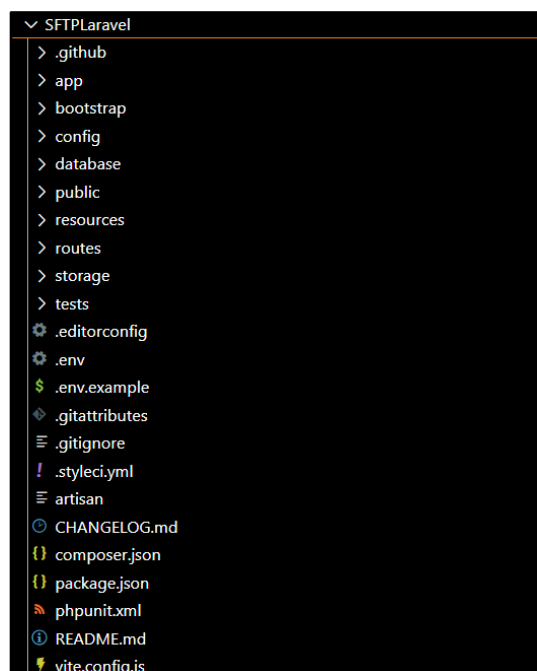 SFTPLaravel
.github
app
bootstrap
config
database
public
resources
routes
storage
tests
.editorconfig
.env
.env.example
.gitattributes
.gitignore
.styleci.yml
artisan
CHANGELOG.md
composer.json
package.json
phpunit.xml
README.md
vite.config.js